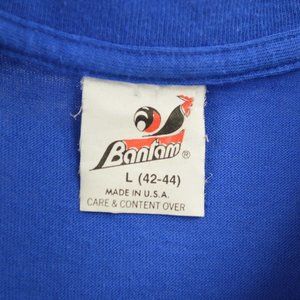 Bantam®
L (42-44)
MADE IN U.S.A.
CARE & CONTENT OVER